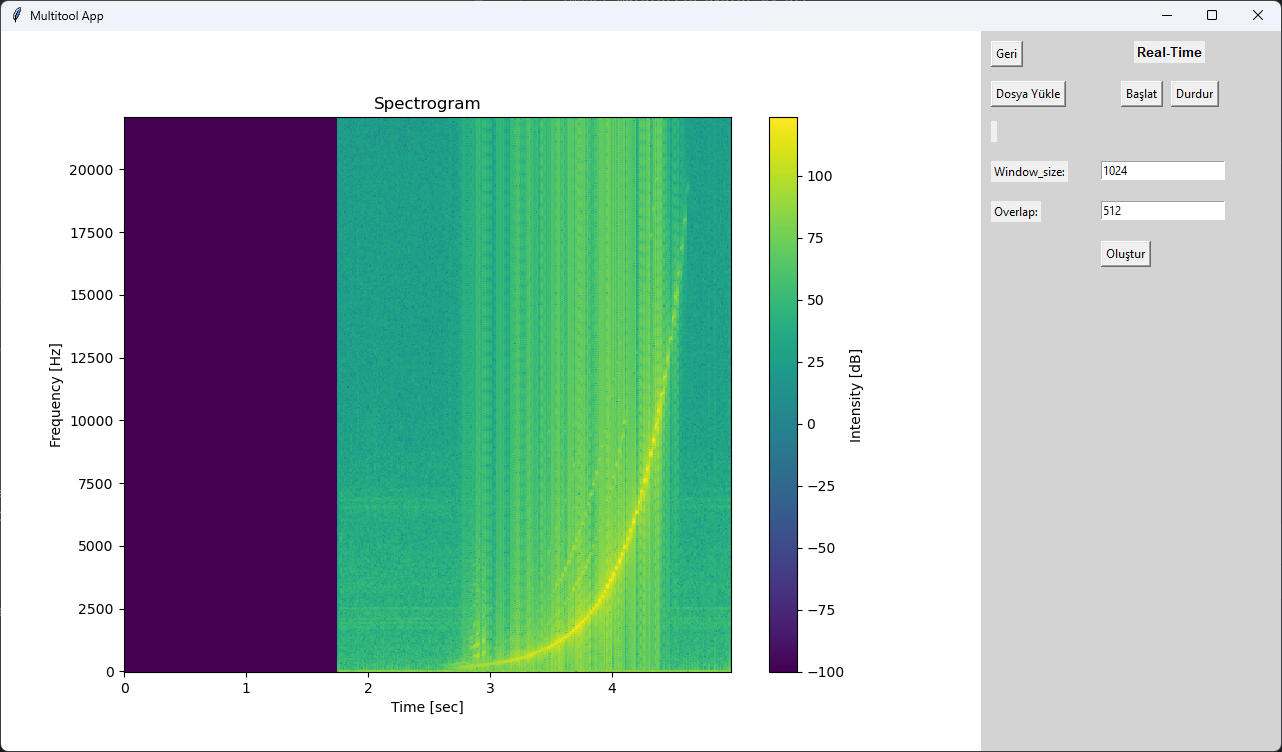 Multitool App
Geri
Real-Time
Dosya Yükle
Başlat
Durdur
Window_size:
1024
Overlap:
512
Oluştur
Spectrogram
Frequency [Hz]
20000
17500
15000
12500
10000
7500
5000
2500
0
0 1 2 3 4
Time [sec]
100
75
50
25
0
−25
−50
−75
−100
Intensity [dB]